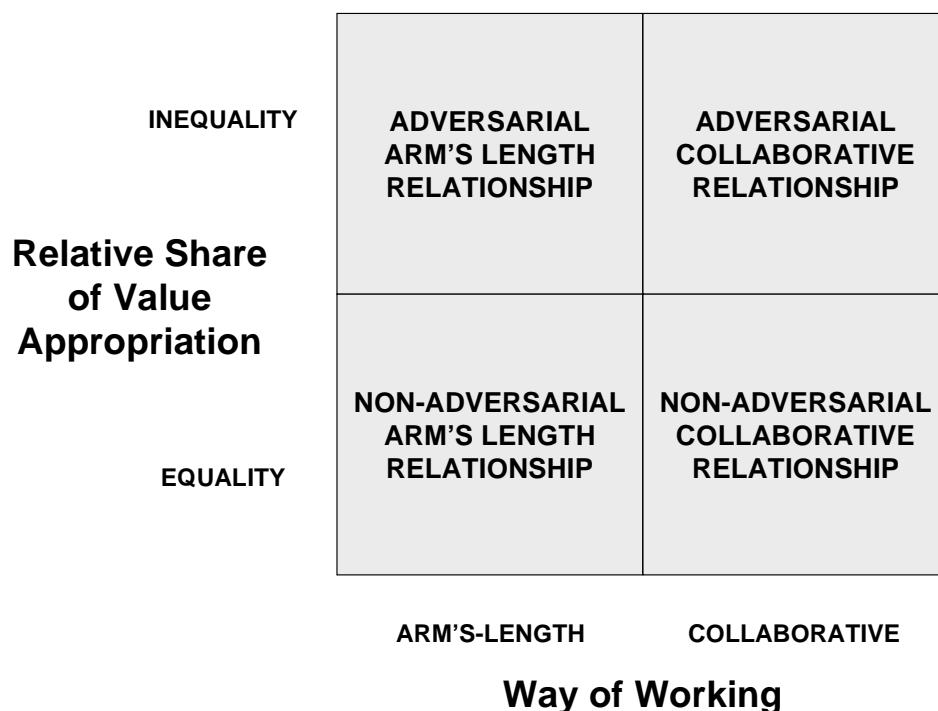 INEQUALITY
ADVERSARIAL
ARM'S LENGTH
RELATIONSHIP
ADVERSARIAL
COLLABORATIVE
RELATIONSHIP
Relative Share
of Value
Appropriation
NON-ADVERSARIAL
ARM'S LENGTH
RELATIONSHIP
NON-ADVERSARIAL
COLLABORATIVE
RELATIONSHIP
EQUALITY
ARM'S-LENGTH
COLLABORATIVE
Way of Working